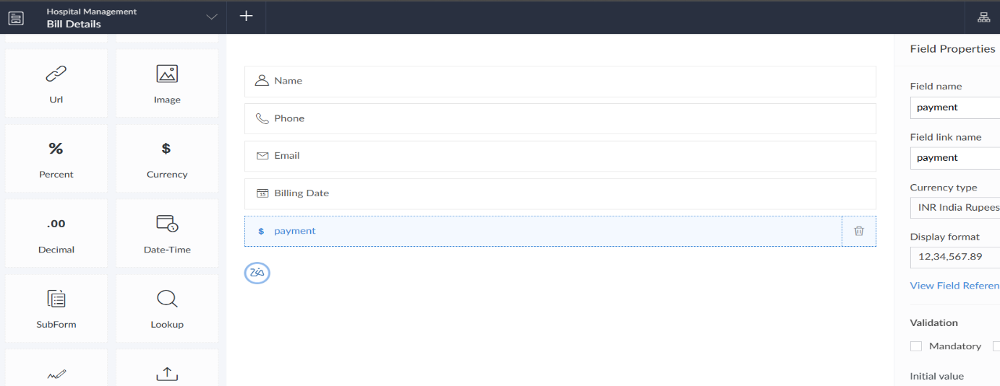 Hospital Management
Bill Details
Url
Image
% 
Percent
$
Currency
.00
Decimal
Date-Time
SubForm
Lookup
Name
Phone
Email
15
Billing Date
$ payment
Zia
Field Properties
Field name
payment
Field link name
payment
Currency type
INR India Rupees
Display format
12,34,567.89
View Field Referen
Validation
Mandatory
Initial value